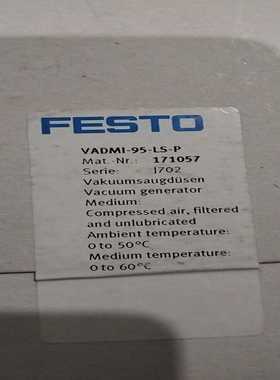 FESTO
VADMI-95-LS-P
Mat.-Nr.: 171057
Serie: J702
Vakuumsaugdüsen
Vacuum generator
Medium:
Compressed air, filtered
and unlubricated
Ambient temperature:
0 to 50°C
Medium temperature:
0 to 60°C